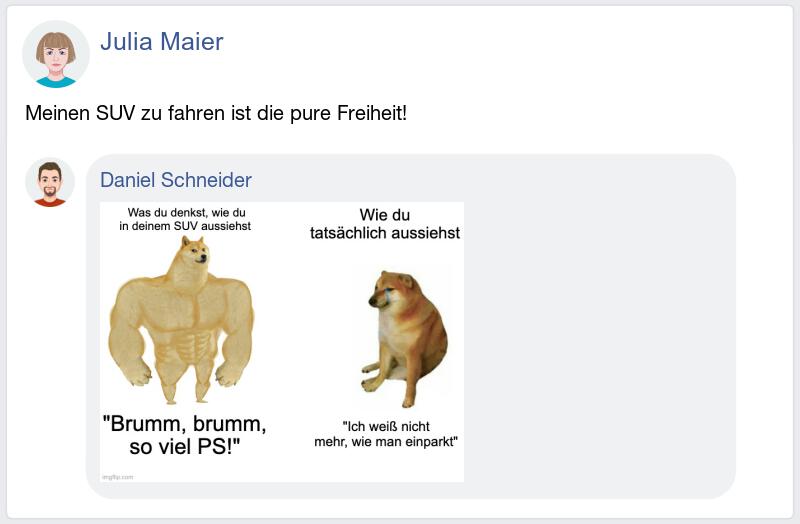 Julia Maier
Meinen SUV zu fahren ist die pure Freiheit!
Daniel Schneider
Was du denkst, wie du
in deinem SUV aussiehst
Wie du
tatsächlich aussiehst
"Brumm, brumm,
so viel PS!"
"Ich weiß nicht
mehr, wie man einparkt"
imgflip.com